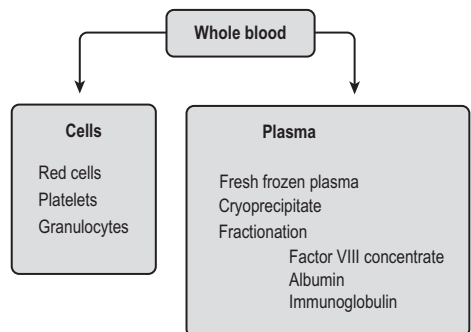 Whole blood
Cells
Red cells
Platelets
Granulocytes
Plasma
Fresh frozen plasma
Cryoprecipitate
Fractionation
Factor VIII concentrate
Albumin
Immunoglobulin